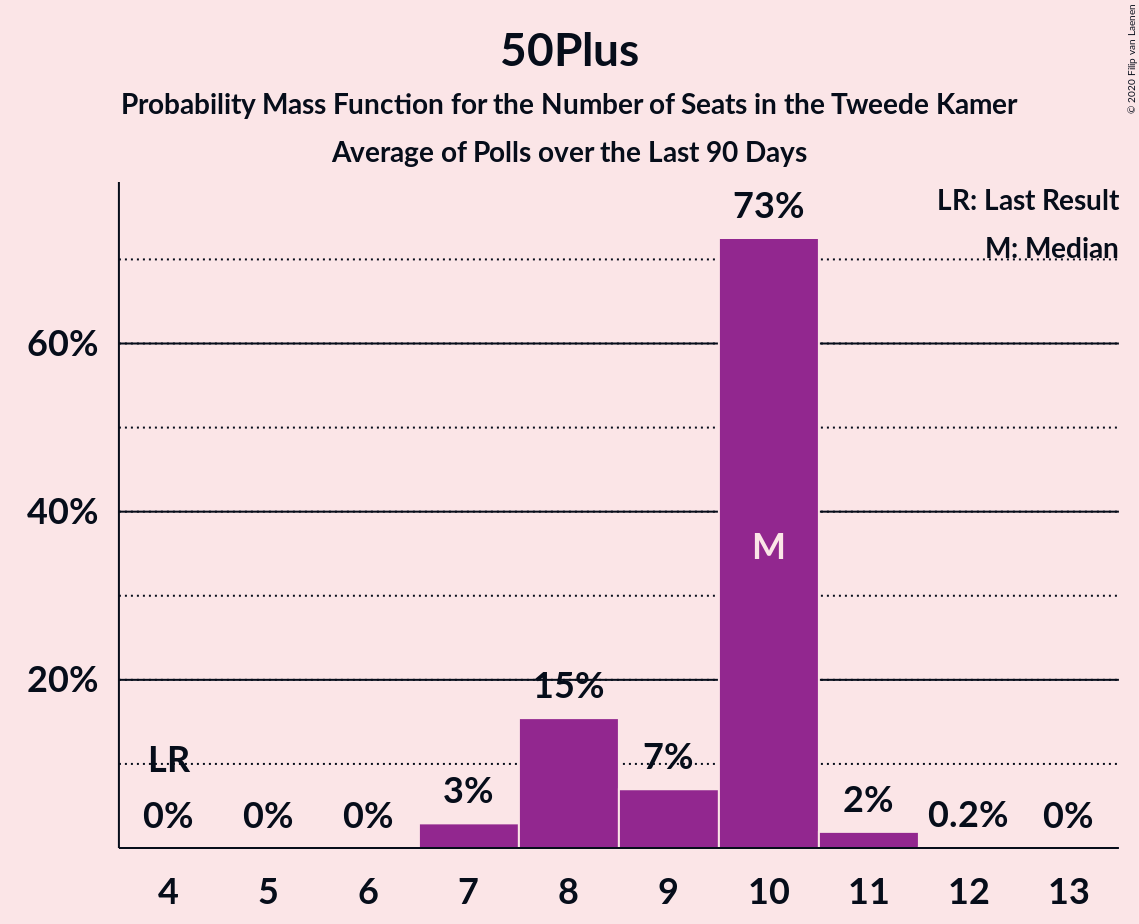 50Plus
Probability Mass Function for the Number of Seats in the Tweede Kamer
Average of Polls over the Last 90 Days
© 2020 Filip van Laenen
LR: Last Result
M: Median
60%
40%
20%
LR
0% 0% 0% 3% 15% 7% 73% 2% 0.2% 0%
M
4 5 6 7 8 9 10 11 12 13